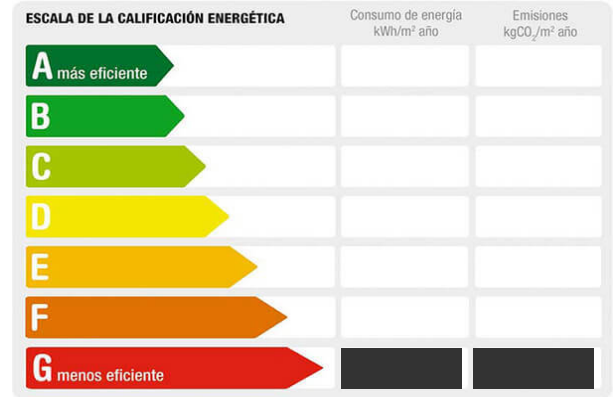 ESCALA DE LA CALIFICACIÓN ENERGÉTICA
Consumo de energía
kWh/m² año
Emisiones
kgCO₂/m² año
A más eficiente
B
C
D
E
F
G menos eficiente